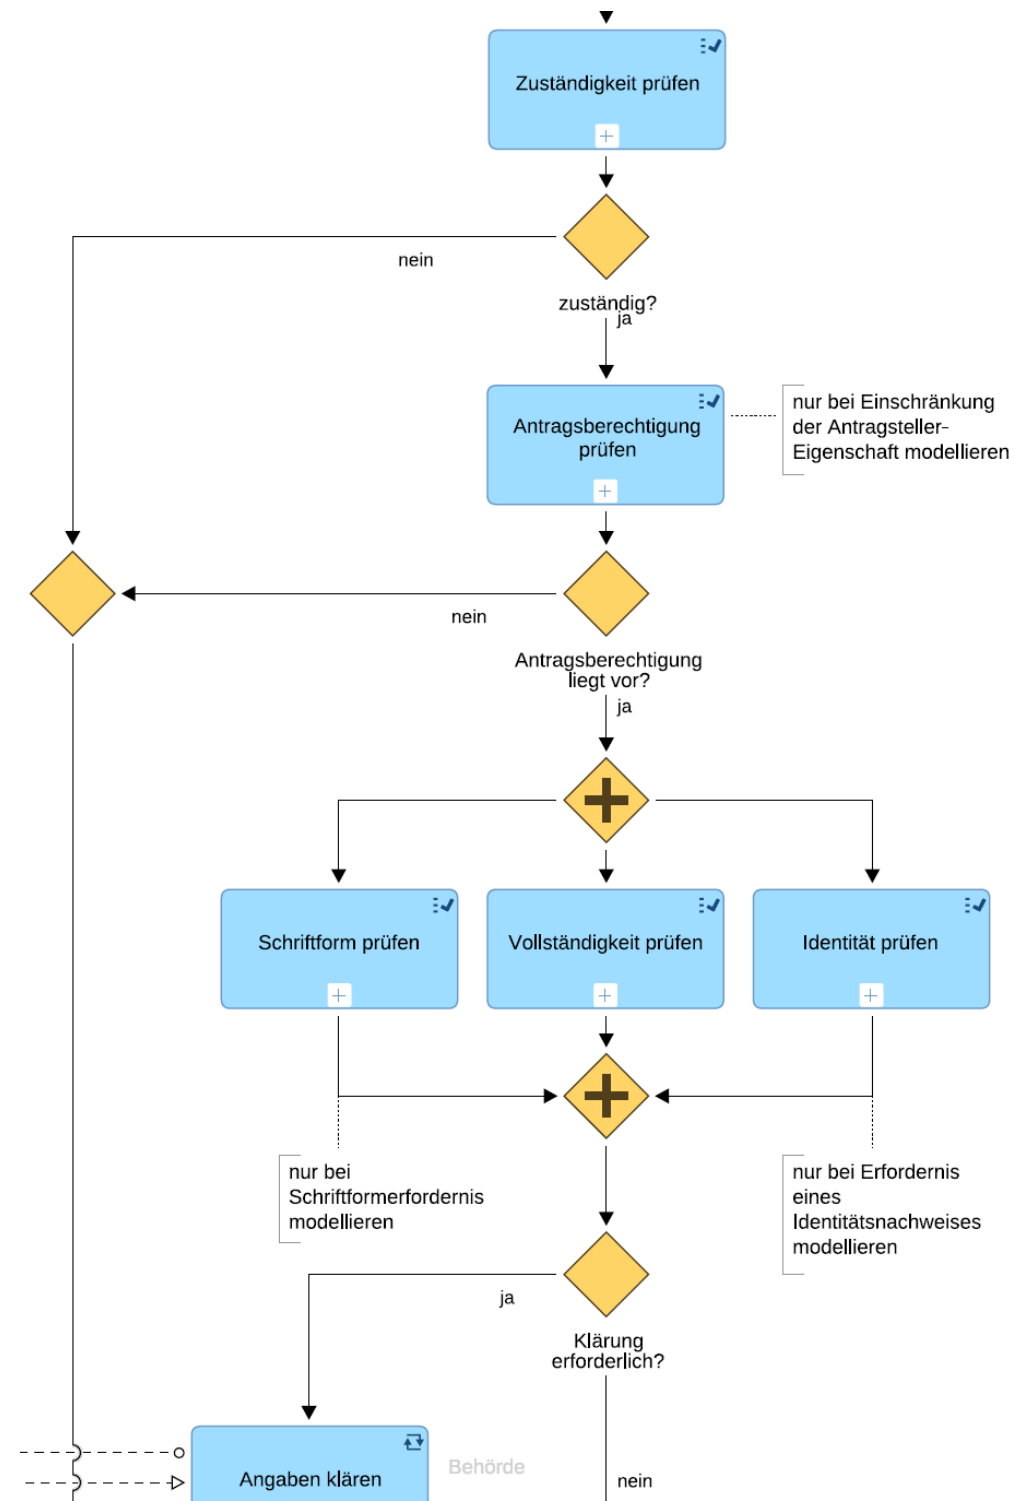 Zuständigkeit prüfen
nein
zuständig?
ja
Antragsberechtigung
prüfen
nur bei Einschränkung
der Antragsteller-
Eigenschaft modellieren
nein
Antragsberechtigung
liegt vor?
ja
Schriftform prüfen
Vollständigkeit prüfen
Identität prüfen
nur bei
Schriftformerfordernis
modellieren
nur bei Erfordernis
eines
Identitätsnachweises
modellieren
ja
Klärung
erforderlich?
Angaben klären
Behörde
nein